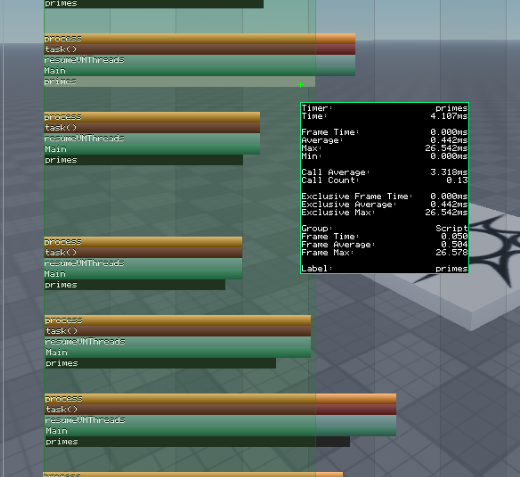 primes
process
task()
resumeVMThreads
Main
primes
Timer: primes
Time: 4.107ms
Frame Time: 0.000ms
Average: 0.442ms
Max: 26.542ms
Min: 0.000ms
Call Average: 3.318ms
Call Count: 0.13
Exclusive Frame Time: 0.000ms
Exclusive Average: 0.442ms
Exclusive Max: 26.542ms
Group: Script
Frame Time: 0.050
Frame Average: 0.504
Frame Max: 26.578
Label: primes
process
task()
resumeVMThreads
Main
primes
process
task()
resumeVMThreads
Main
primes
process
task()
resumeVMThreads
Main
primes
process
task()
resumeVMThreads
Main
primes
process